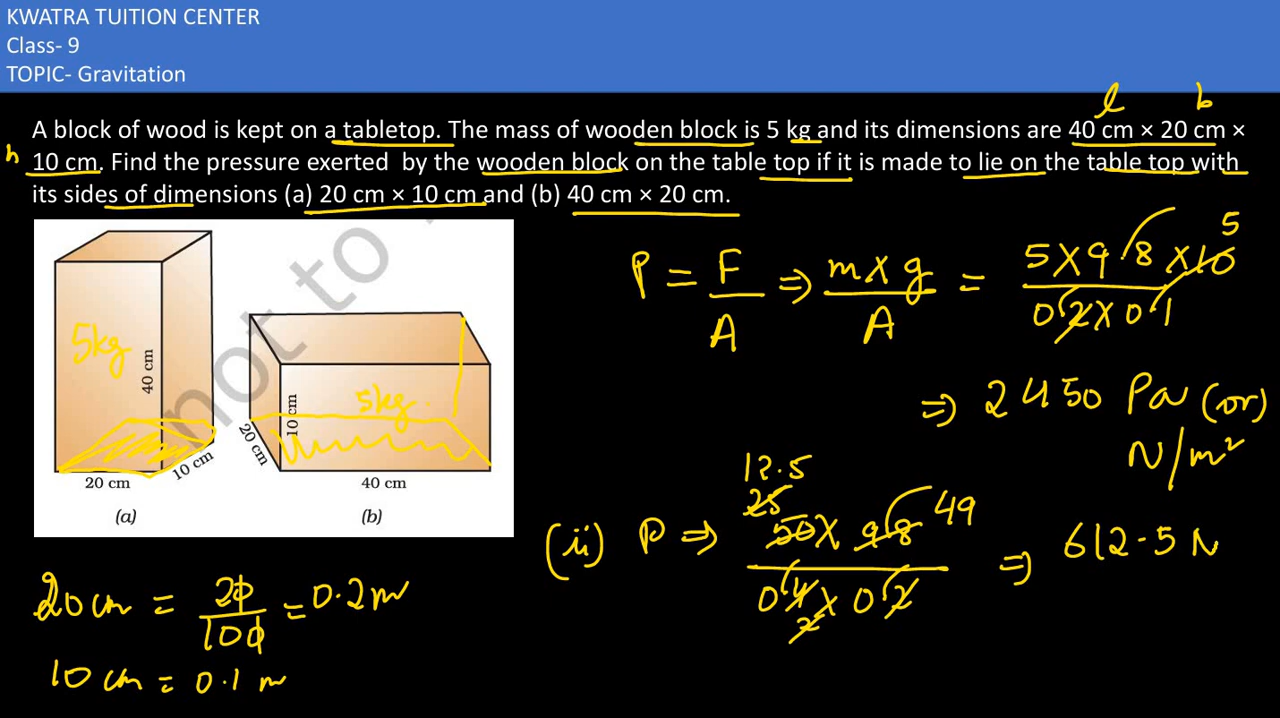 KWATRA TUITION CENTER
Class- 9
TOPIC- Gravitation
l b
A block of wood is kept on a tabletop. The mass of wooden block is 5 kg and its dimensions are 40 cm × 20 cm ×
h 10 cm. Find the pressure exerted by the wooden block on the table top if it is made to lie on the table top with
its sides of dimensions (a) 20 cm × 10 cm and (b) 40 cm × 20 cm.
not to
5kg
40 cm
20 cm
10 cm
(a)
5kg
10 cm
20 cm
40 cm
(b)
P = F/A ⇒ m×g/A = 5×9.8×10 5/0.2×0.1
⇒ 2450 Pa (or)
N/m²
12.5
25
(ii) P ⇒ 50×98 49/0.4×0.2 ⇒ 612.5 N
2
20 cm = 20/100 = 0.2 m
10 cm = 0.1 m